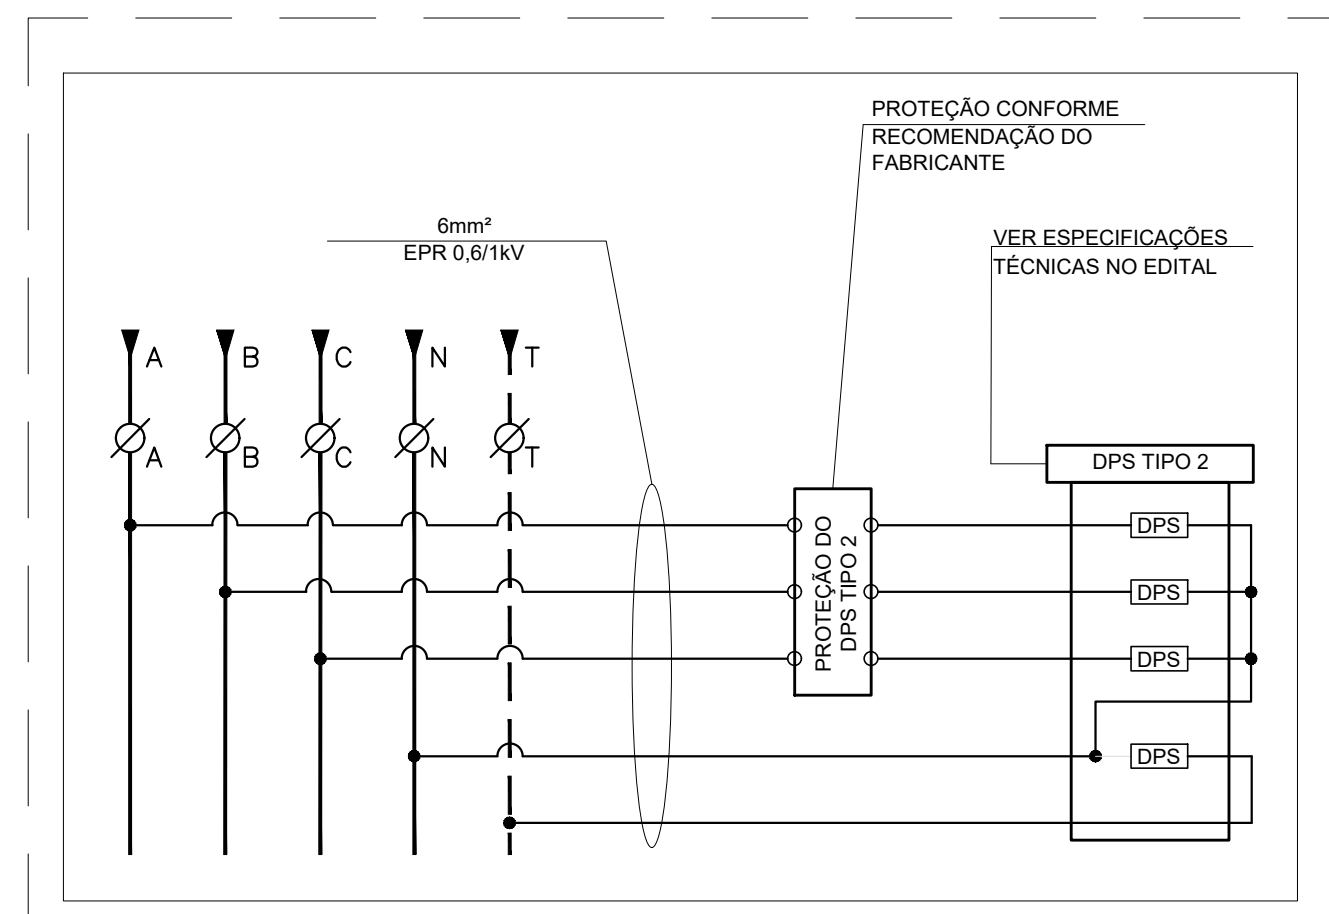 PROTEÇÃO CONFORME
RECOMENDAÇÃO DO
FABRICANTE
6mm²
EPR 0,6/1kV
VER ESPECIFICAÇÕES
TÉCNICAS NO EDITAL
A B C N T
A B C N T
DPS TIPO 2
PROTEÇÃO DO
DPS TIPO 2
DPS
DPS
DPS
DPS